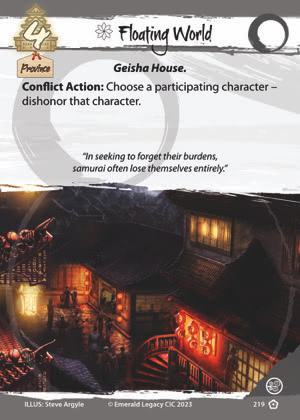 4
Floating World
Province
Geisha House.
Conflict Action: Choose a participating character –
dishonor that character.
“In seeking to forget their burdens,
samurai often lose themselves entirely.”
ILLUS: Steve Argyle
© Emerald Legacy CIC 2023
219